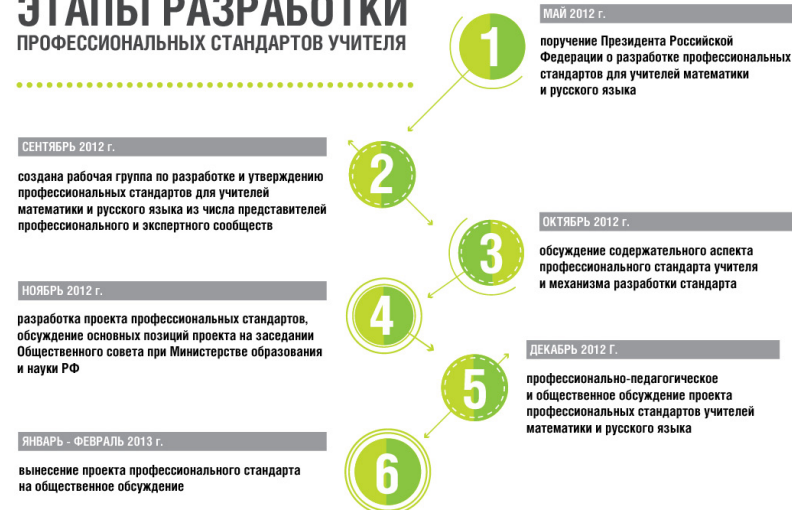 ЭТАПЫ РАЗРАБОТКИ
ПРОФЕССИОНАЛЬНЫХ СТАНДАРТОВ УЧИТЕЛЯ
1
МАЙ 2012 г.
поручение Президента Российской
Федерации о разработке профессиональных
стандартов для учителей математики
и русского языка
СЕНТЯБРЬ 2012 г.
создана рабочая группа по разработке и утверждению
профессиональных стандартов для учителей
математики и русского языка из числа представителей
профессионального и экспертного сообществ
2
3
ОКТЯБРЬ 2012 г.
обсуждение содержательного аспекта
профессионального стандарта учителя
и механизма разработки стандарта
НОЯБРЬ 2012 г.
разработка проекта профессиональных стандартов,
обсуждение основных позиций проекта на заседании
Общественного совета при Министерстве образования
и науки РФ
4
5
ДЕКАБРЬ 2012 Г.
профессионально-педагогическое
и общественное обсуждение проекта
профессиональных стандартов учителей
математики и русского языка
ЯНВАРЬ - ФЕВРАЛЬ 2013 г.
вынесение проекта профессионального стандарта
на общественное обсуждение
6